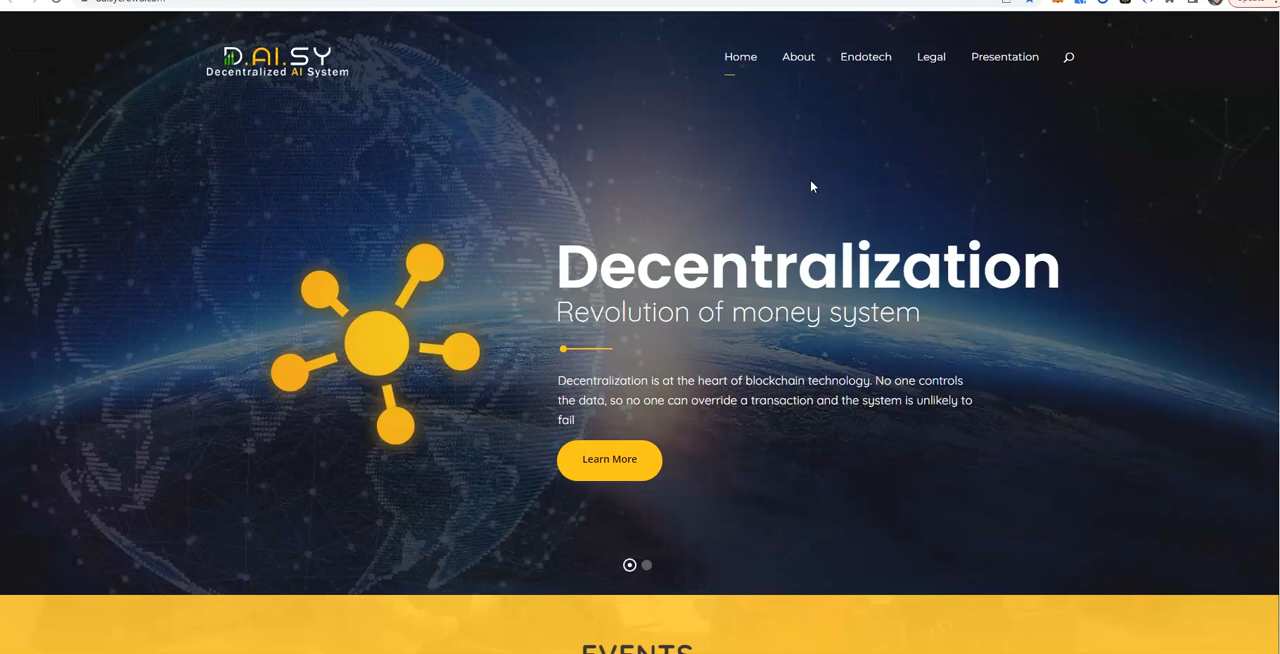 D.AI.SY
Decentralized AI System
Home About Endotech Legal Presentation
Decentralization
Revolution of money system
Decentralization is at the heart of blockchain technology. No one controls
the data, so no one can override a transaction and the system is unlikely to
fail
Learn More
EVENTS